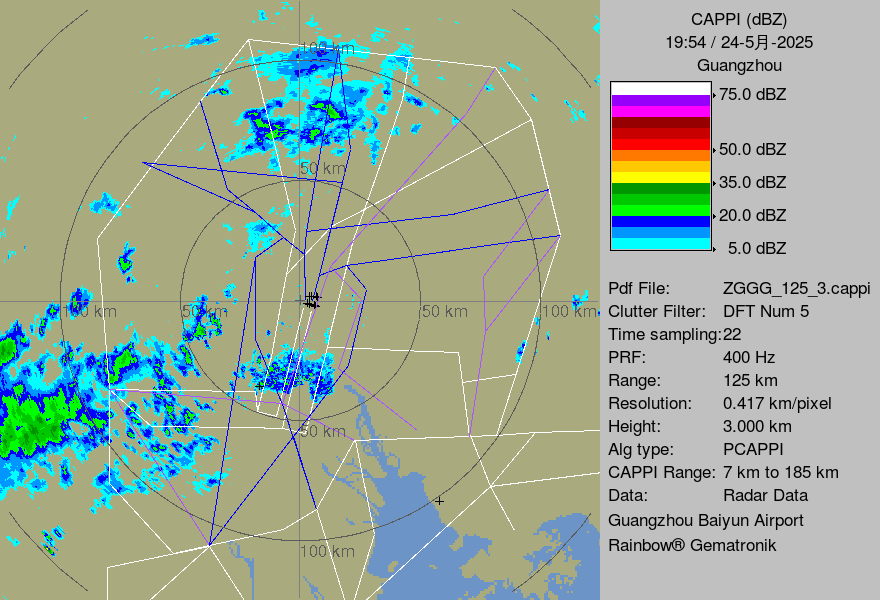 CAPPI (dBZ)
19:54 / 24-5月-2025
Guangzhou
75.0 dBZ
50.0 dBZ
35.0 dBZ
20.0 dBZ
5.0 dBZ
Pdf File: ZGGG_125_3.cappi
Clutter Filter: DFT Num 5
Time sampling:22
PRF: 400 Hz
Range: 125 km
Resolution: 0.417 km/pixel
Height: 3.000 km
Alg type: PCAPPI
CAPPI Range: 7 km to 185 km
Data: Radar Data
Guangzhou Baiyun Airport
Rainbow® Gematronik
100 km
50 km
100 km
50 km
50 km
100 km
50 km
100 km